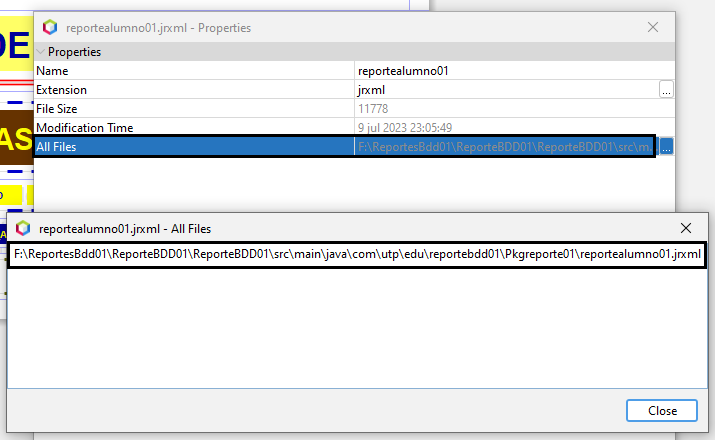 DE
reportealumno01.jrxml - Properties
Properties
Name reportealumno01
Extension jrxml ...
File Size 11778
Modification Time 9 jul 2023 23:05:49
AS
All Files F:\ReportesBdd01\ReporteBDD01\ReporteBDD01\src\m... ...
reportealumno01.jrxml - All Files
F:\ReportesBdd01\ReporteBDD01\ReporteBDD01\src\main\java\com\utp\edu\reportebdd01\Pkgreporte01\reportealumno01.jrxml
Close